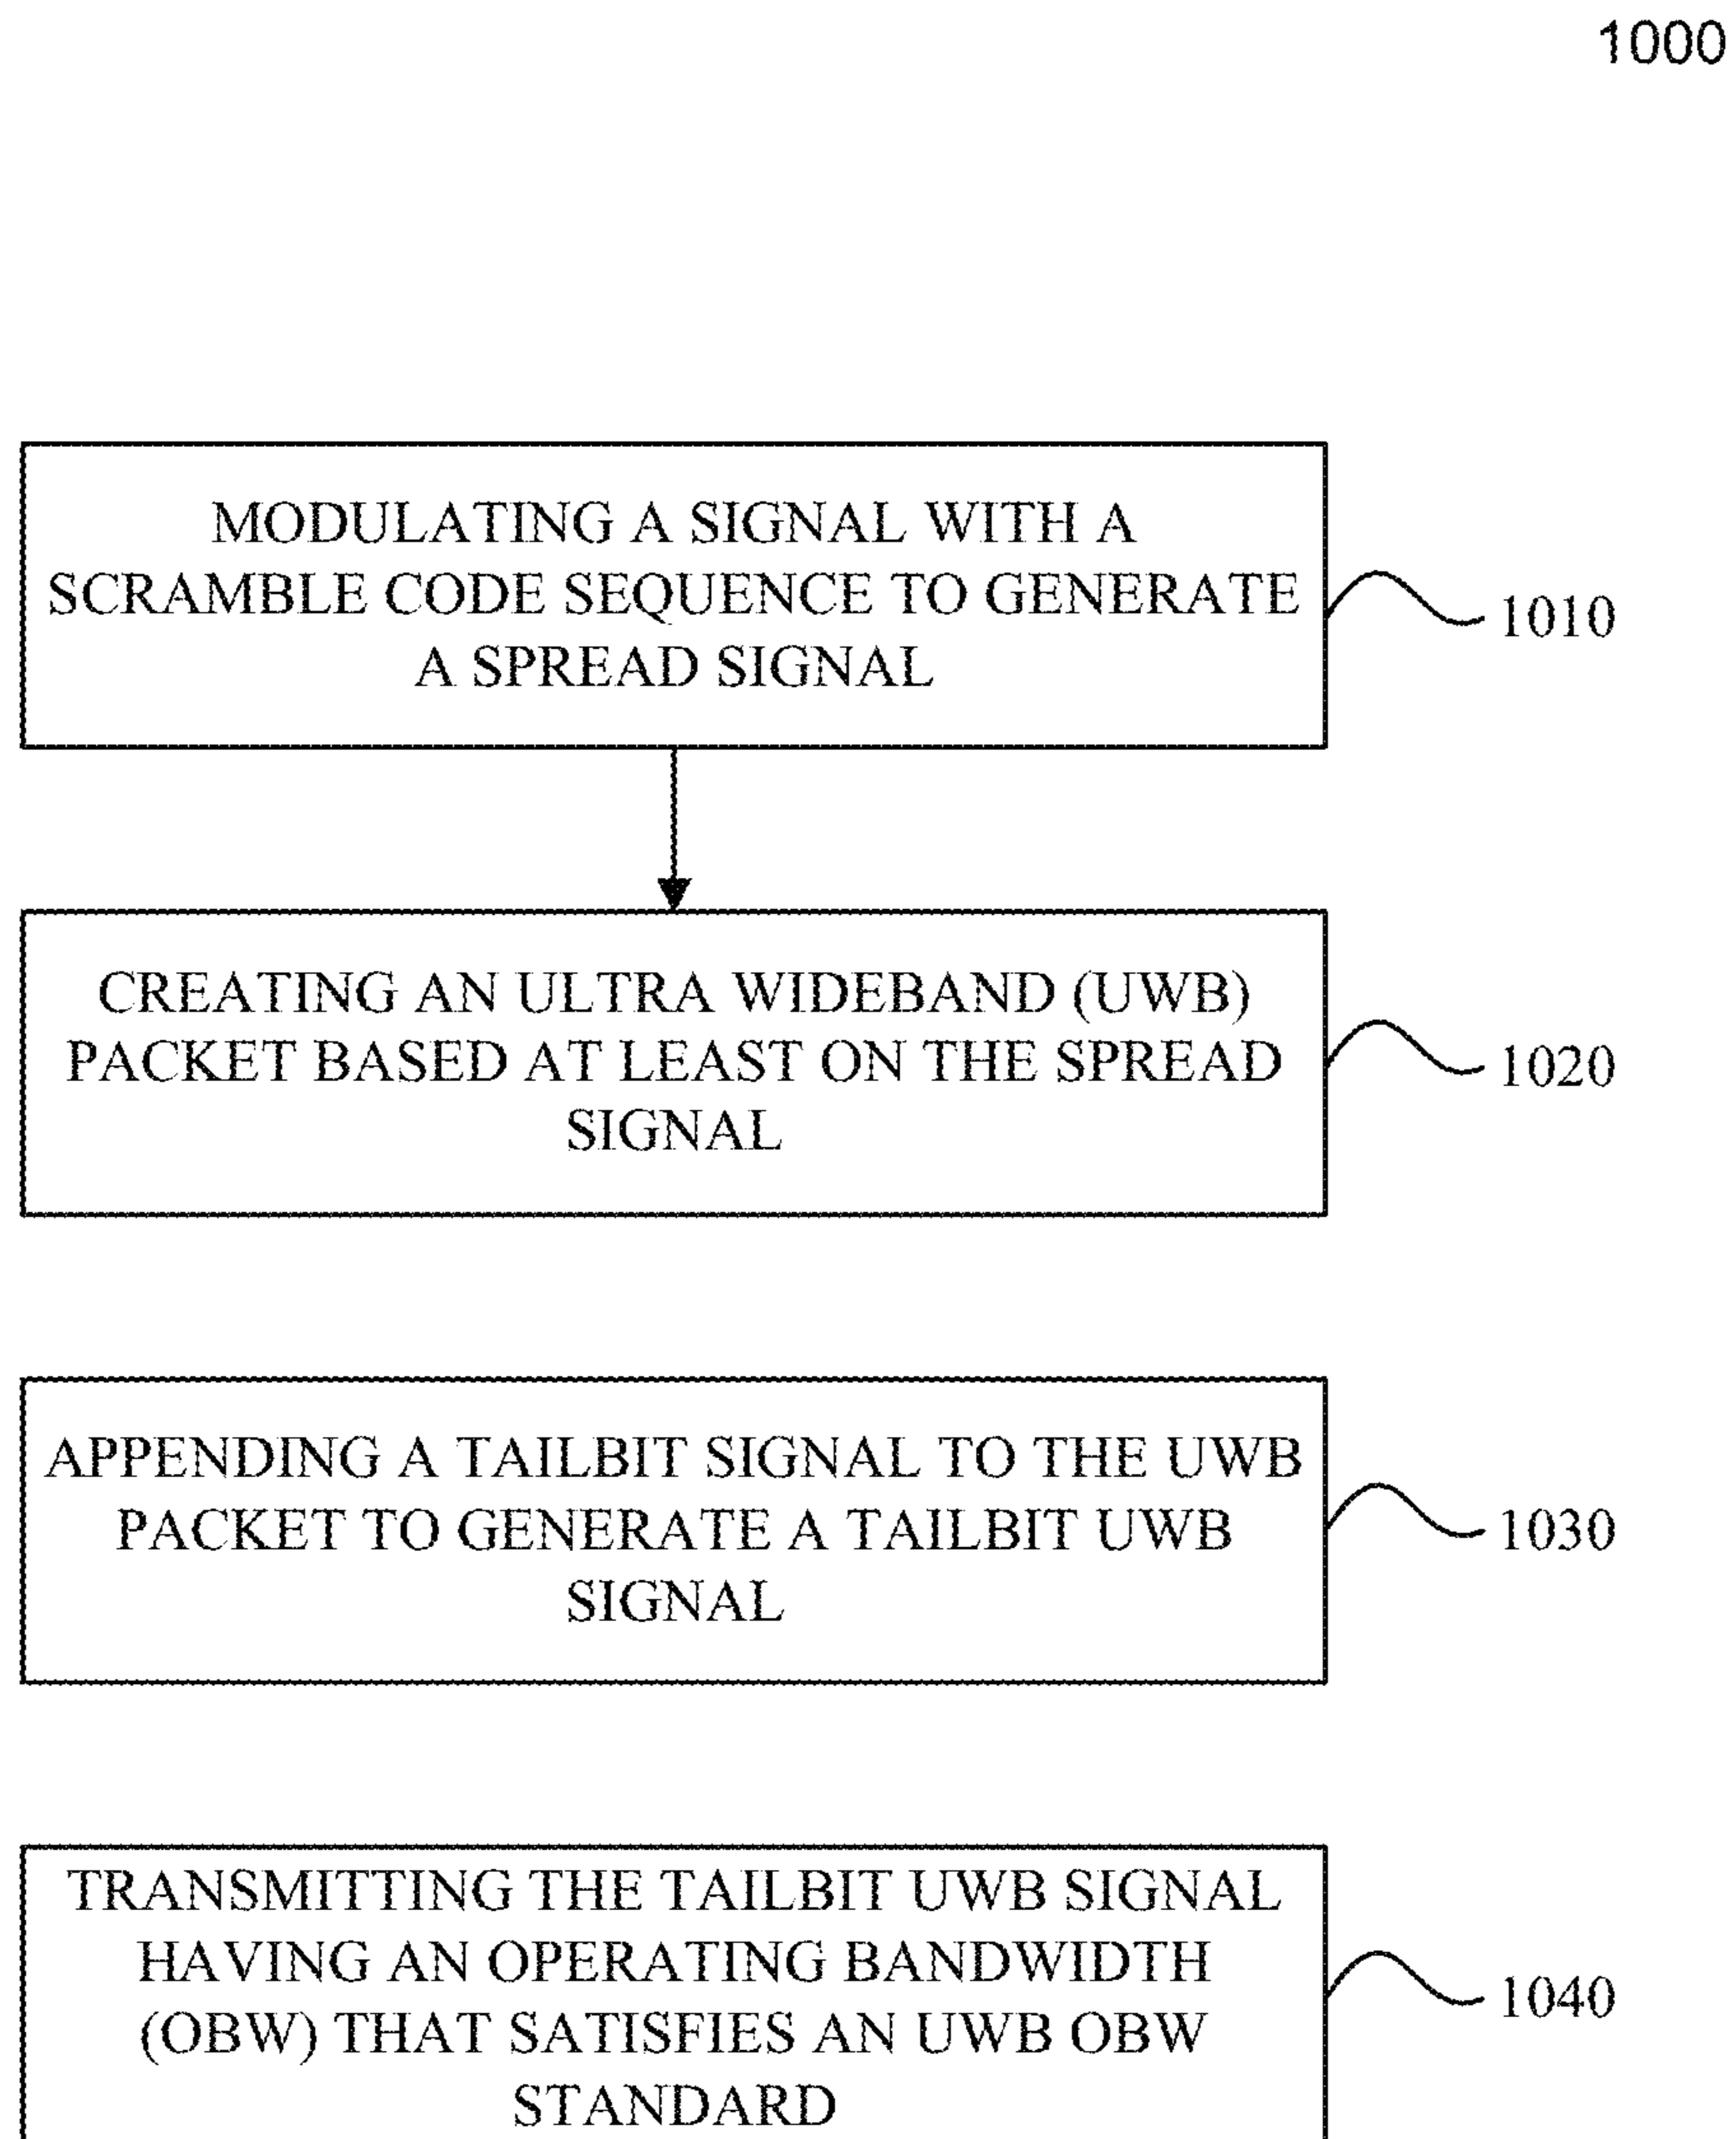 1000
MODULATING A SIGNAL WITH A
SCRAMBLE CODE SEQUENCE TO GENERATE
A SPREAD SIGNAL
1010
CREATING AN ULTRA WIDEBAND (UWB)
PACKET BASED AT LEAST ON THE SPREAD
SIGNAL
1020
APPENDING A TAILBIT SIGNAL TO THE UWB
PACKET TO GENERATE A TAILBIT UWB
SIGNAL
1030
TRANSMITTING THE TAILBIT UWB SIGNAL
HAVING AN OPERATING BANDWIDTH
(OBW) THAT SATISFIES AN UWB OBW
STANDARD
1040